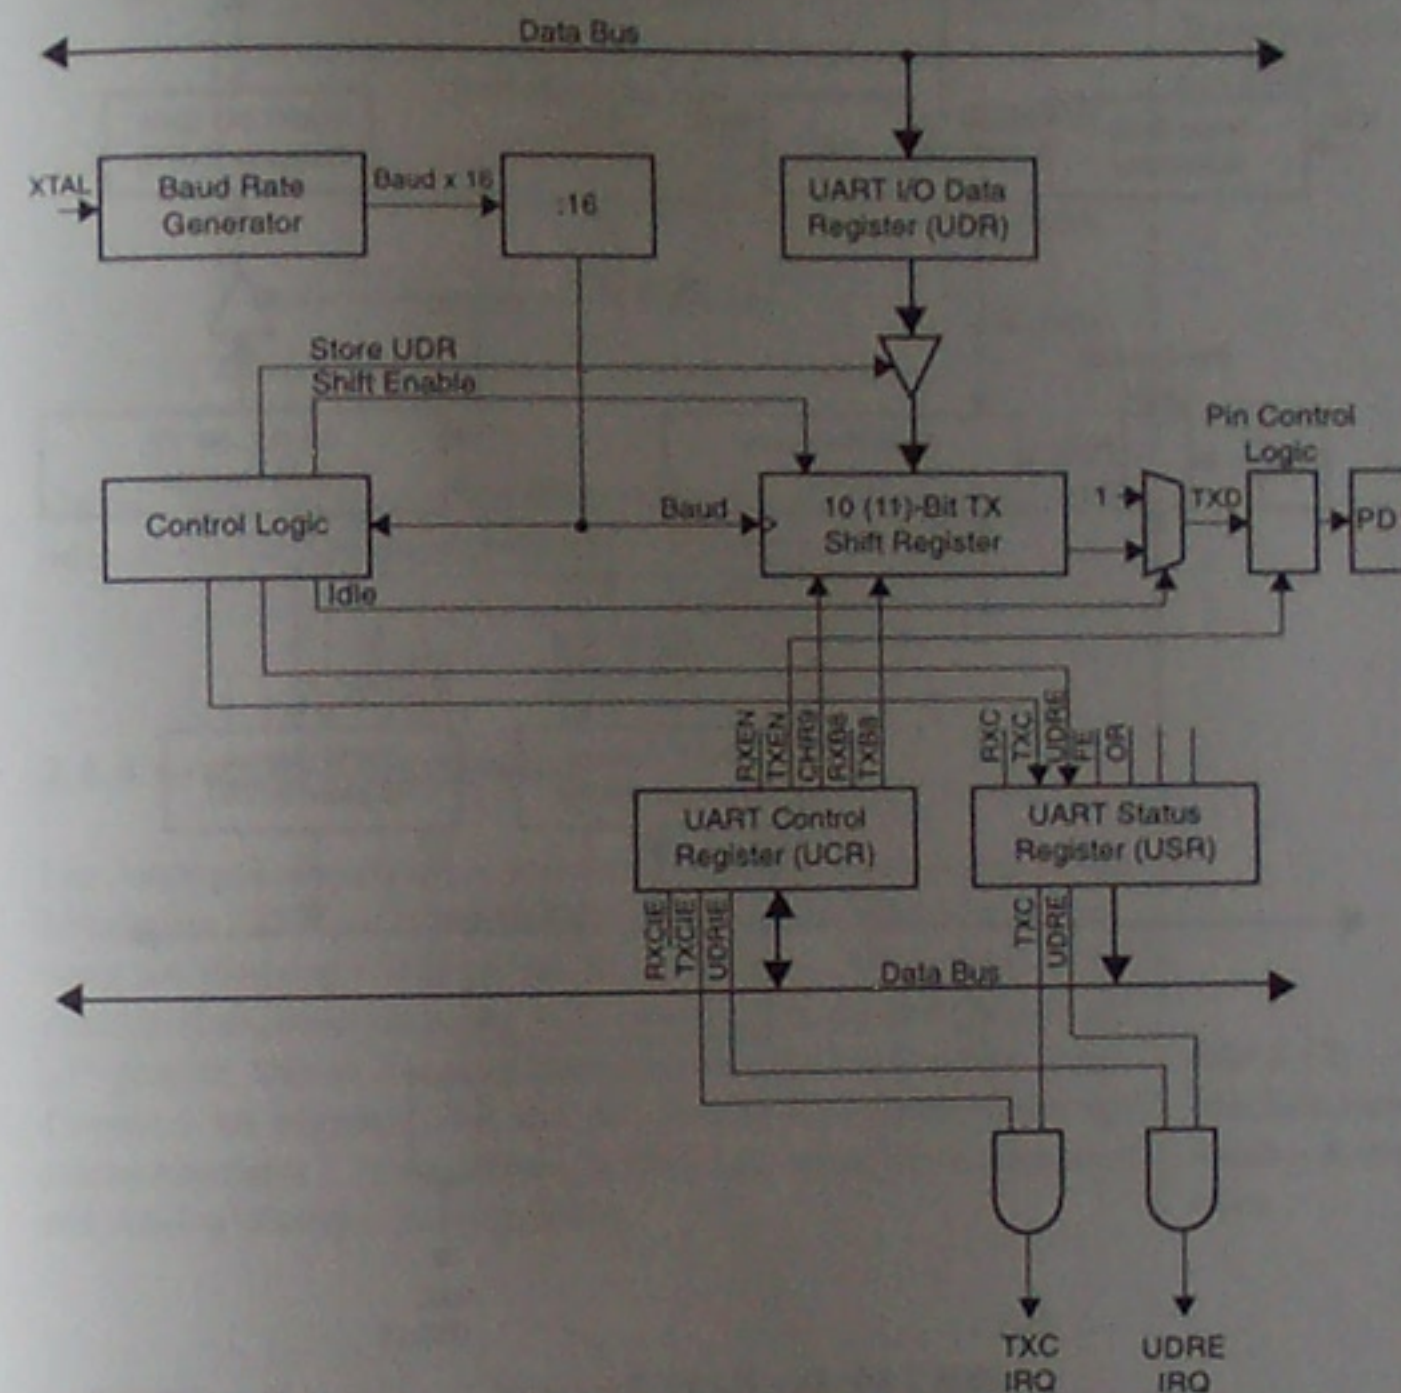 Data Bus
XTAL
Baud Rate
Generator
Baud x 16
:16
UART I/O Data
Register (UDR)
Store UDR
Shift Enable
Pin Control
Logic
Control Logic
Baud
10 (11)-Bit TX
Shift Register
1
TXD
PD
Idle
RXEN
TXEN
CHR9
RXB8
TXB8
RXC
TXC
UDRE
FE
OR
UART Control
Register (UCR)
UART Status
Register (USR)
RXCIE
TXCIE
UDRIE
TXC
UDRE
Data Bus
TXC
IRQ
UDRE
IRQ